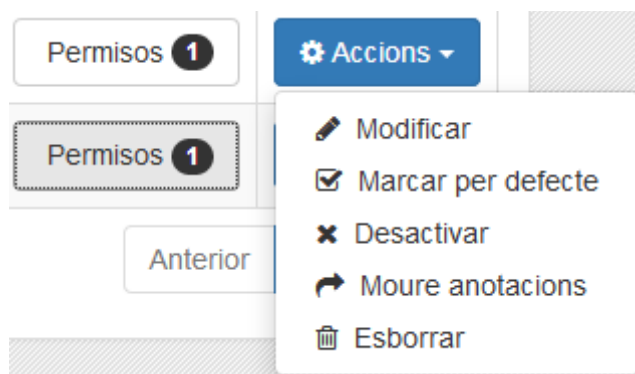 Permisos 1 Accions
Modificar
Permisos 1
Marcar per defecte
Desactivar
Anterior
Moure anotacions
Esborrar